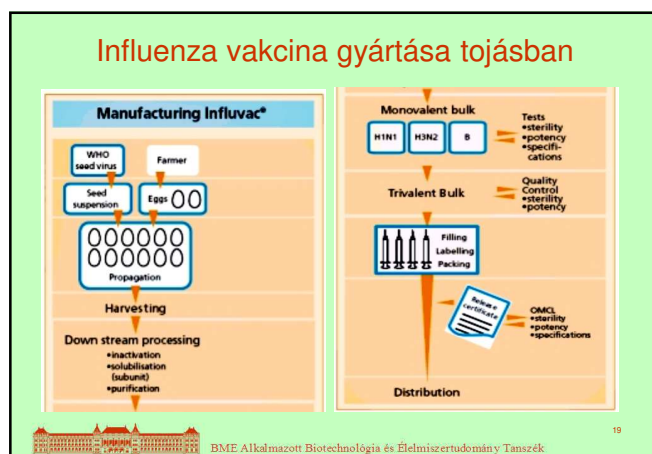 Influenza vakcina gyártása tojásban
Manufacturing Influvac*
WHO
seed virus
Farmer
Seed
suspension
Eggs
Propagation
Harvesting
Down stream processing
•inactivation
•solubilisation
(subunit)
•purification
Monovalent bulk
H1N1
H3N2
B
Tests
•sterility
•potency
•specifi-
cations
Trivalent Bulk
Quality
Control
•sterility
•potency
Filling
Labelling
Packing
Release
certificate
OMCL
•sterility
•potency
•specifications
Distribution
BME Alkalmazott Biotechnológia és Élelmiszertudomány Tanszék
19